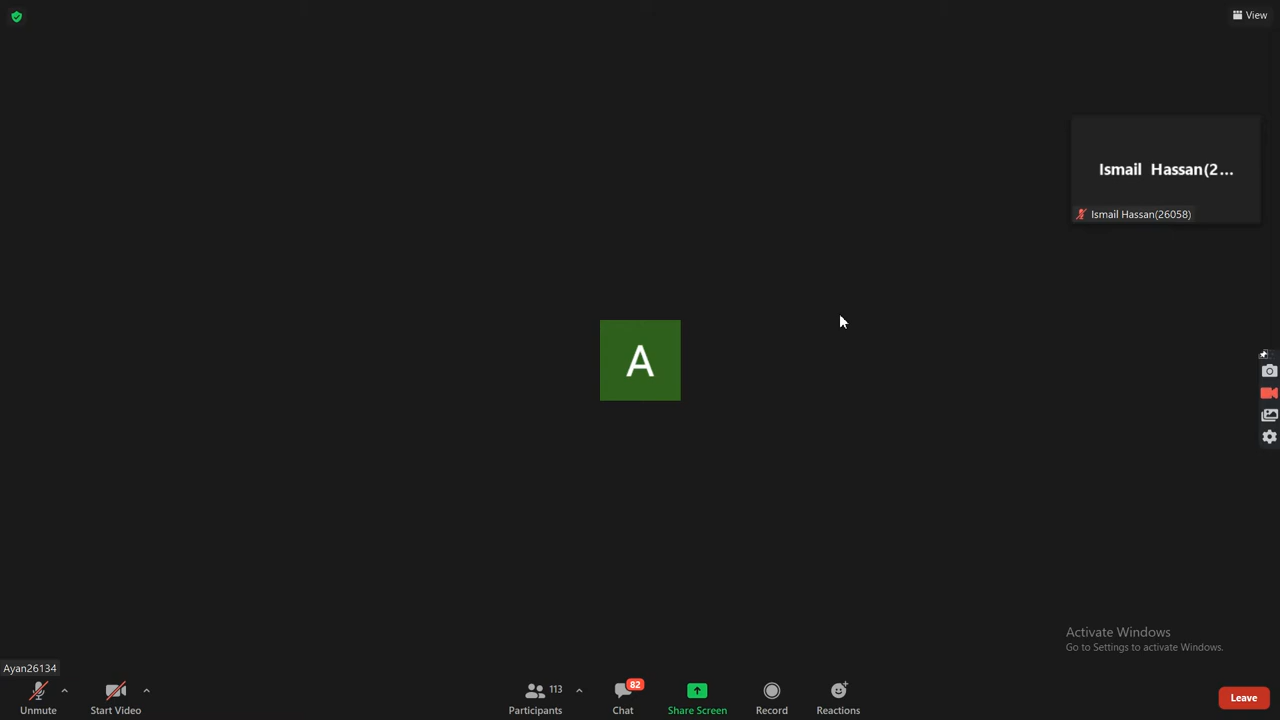 View
Ismail Hassan(2...
Ismail Hassan(26058)
A
Activate Windows
Go to Settings to activate Windows.
Ayan26134
Unmute
Start Video
113
Participants
82
Chat
Share Screen
Record
Reactions
Leave